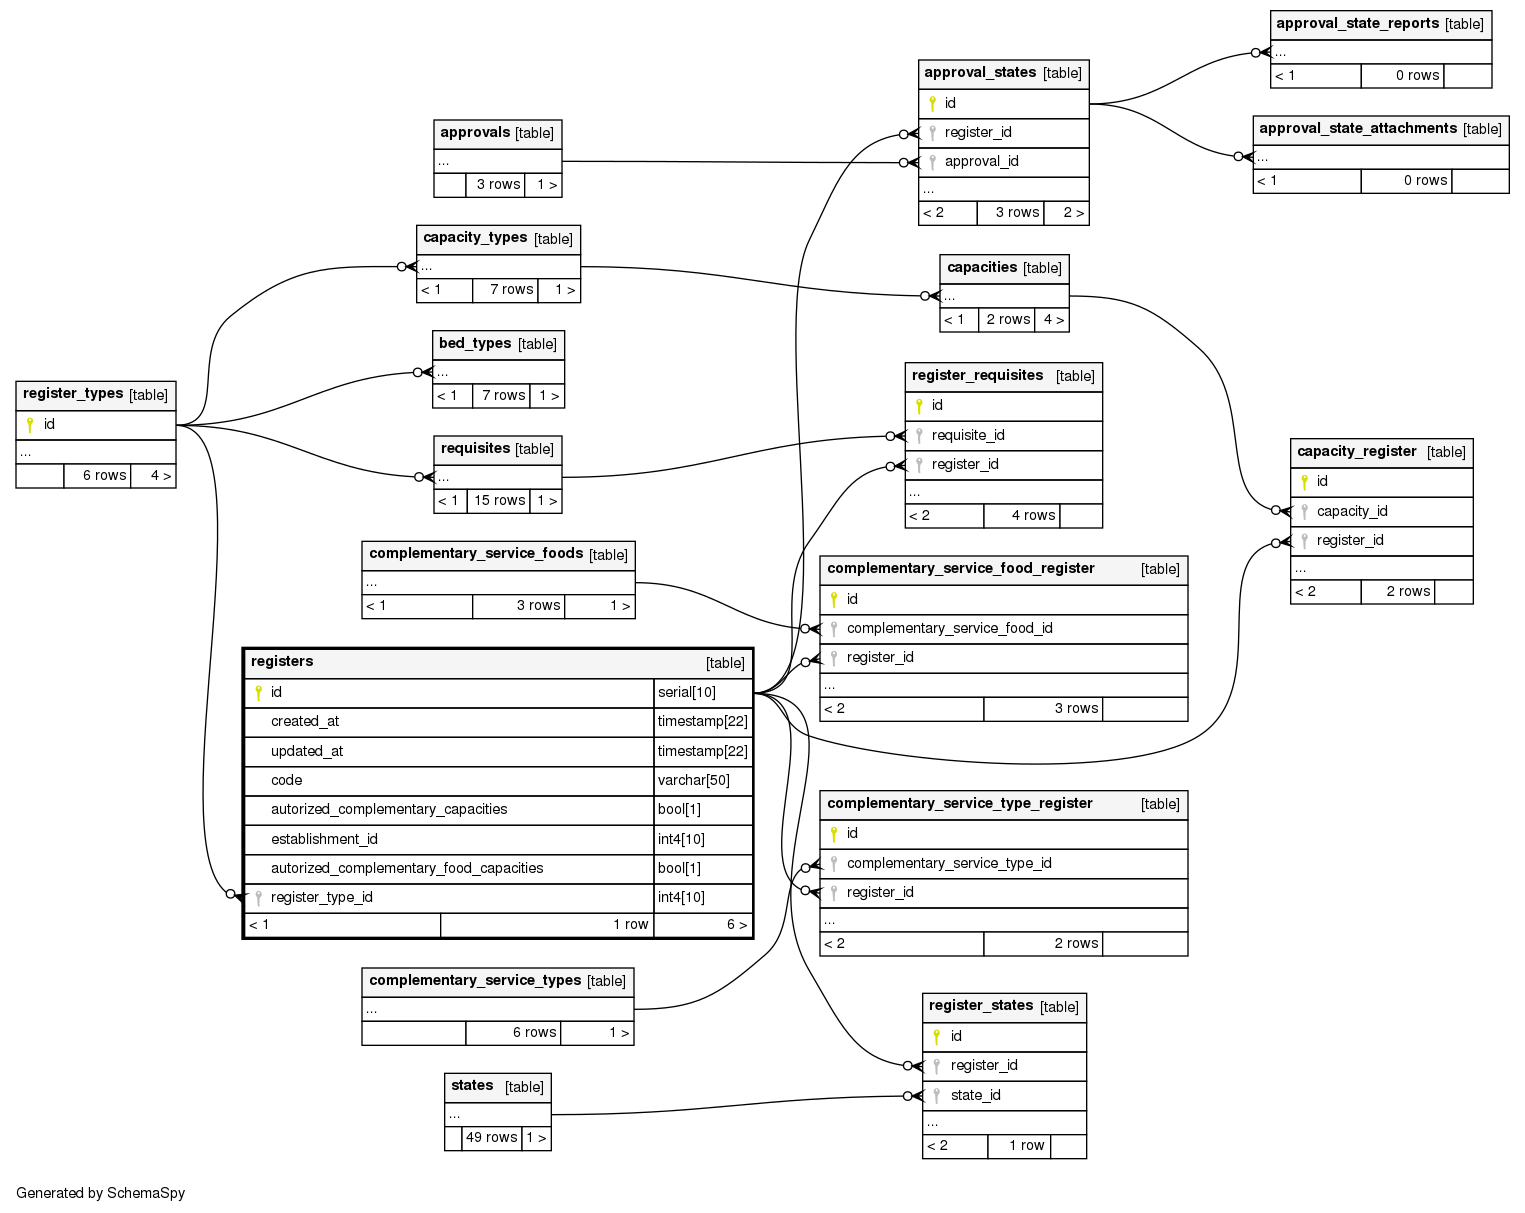 approval_state_reports [table]
...
< 1 0 rows
approval_states [table]
id
register_id
approval_id
...
< 2 3 rows 2 >
approval_state_attachments [table]
...
< 1 0 rows
approvals [table]
...
3 rows 1 >
capacity_types [table]
...
< 1 7 rows 1 >
capacities [table]
...
< 1 2 rows 4 >
bed_types [table]
...
< 1 7 rows 1 >
register_types [table]
id
...
6 rows 4 >
register_requisites [table]
id
requisite_id
register_id
...
< 2 4 rows
requisites [table]
...
< 1 15 rows 1 >
capacity_register [table]
id
capacity_id
register_id
...
< 2 2 rows
complementary_service_foods [table]
...
< 1 3 rows 1 >
complementary_service_food_register [table]
id
complementary_service_food_id
register_id
...
< 2 3 rows
registers [table]
id serial[10]
created_at timestamp[22]
updated_at timestamp[22]
code varchar[50]
autorized_complementary_capacities bool[1]
establishment_id int4[10]
autorized_complementary_food_capacities bool[1]
register_type_id int4[10]
< 1 1 row 6 >
complementary_service_type_register [table]
id
complementary_service_type_id
register_id
...
< 2 2 rows
complementary_service_types [table]
...
6 rows 1 >
register_states [table]
id
register_id
state_id
...
< 2 1 row
states [table]
...
49 rows 1 >
Generated by SchemaSpy